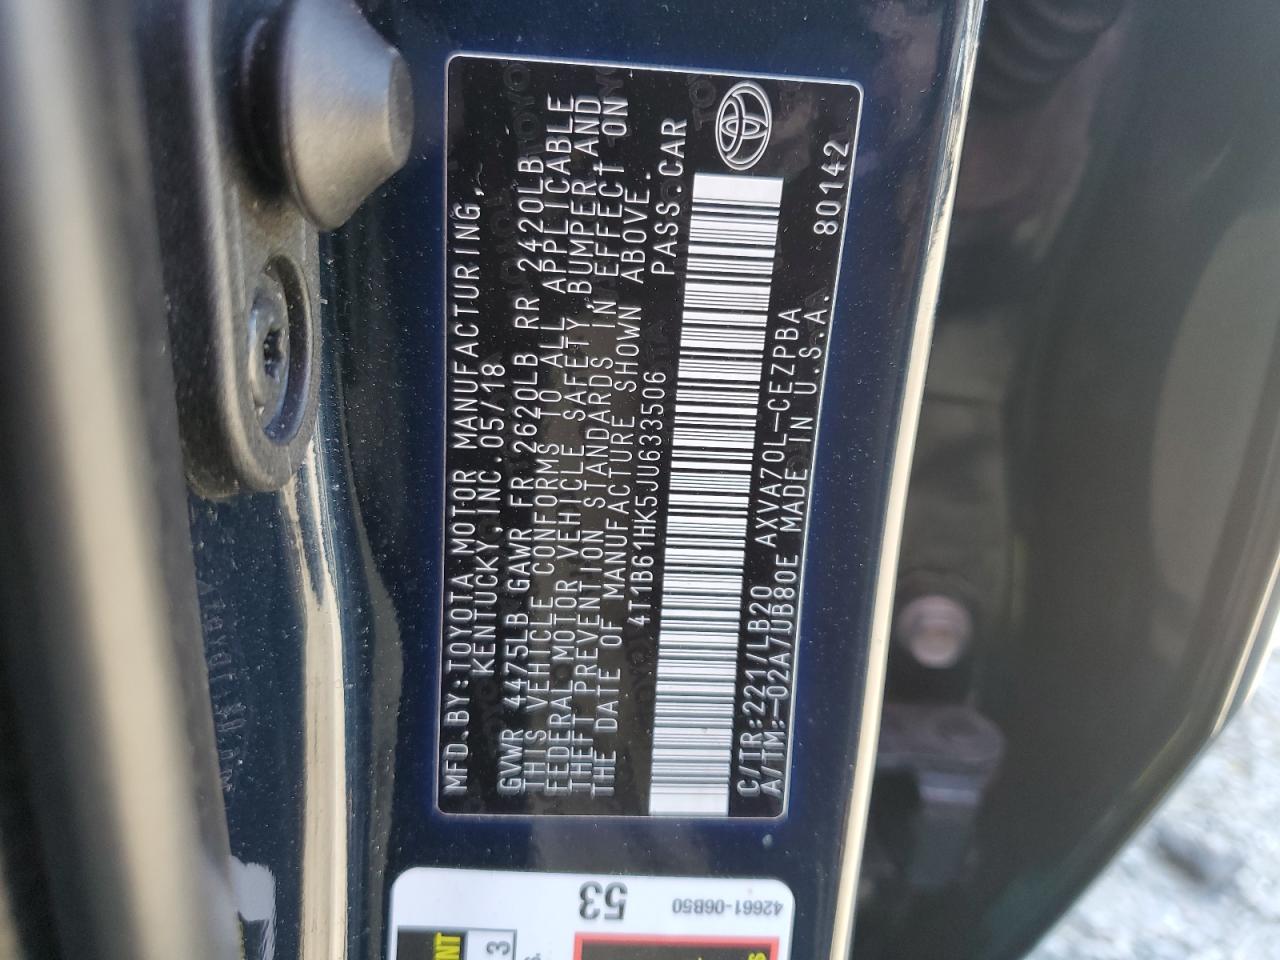 MFD.BY:TOYOTA MOTOR MANUFACTURING,
KENTUCKY,INC.05/18
GVWR 4475LB GAWR FR 2620LB RR 2420LB
THIS VEHICLE CONFORMS TO ALL APPLICABLE
FEDERAL MOTOR VEHICLE SAFETY,BUMPER,AND
THEFT PREVENTION STANDARDS IN EFFECT ON
THE DATE OF MANUFACTURE SHOWN ABOVE.
4T1B61HK5JU633506 PASS.CAR
C/TR:221/LB20 AXVA70L-CEZPBA
A/TM:-02A/UB80E MADE IN U.S.A. 80142
53
42661-06B50
3